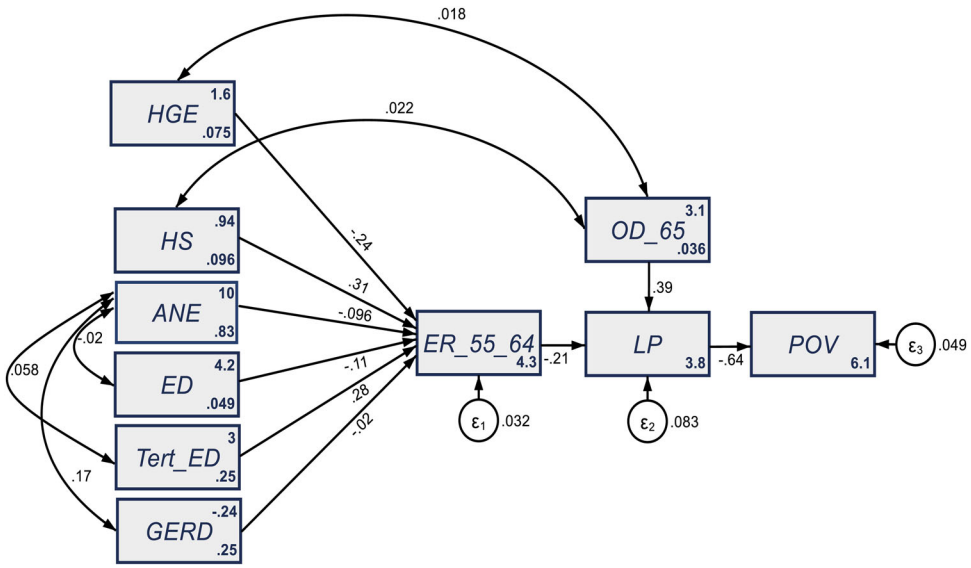 .018
1.6
HGE
.075
.022
.94
HS
.096
3.1
OD_65
.036
-.24
.31
10
ANE
.83
-.096
.39
-.02
ER_55_64
4.3
-.21
LP
3.8
-.64
POV
6.1
ε3
.049
.058
4.2
ED
.049
-.11
.28
-.02
ε1
.032
ε2
.083
3
Tert_ED
.25
.17
-.24
GERD
.25